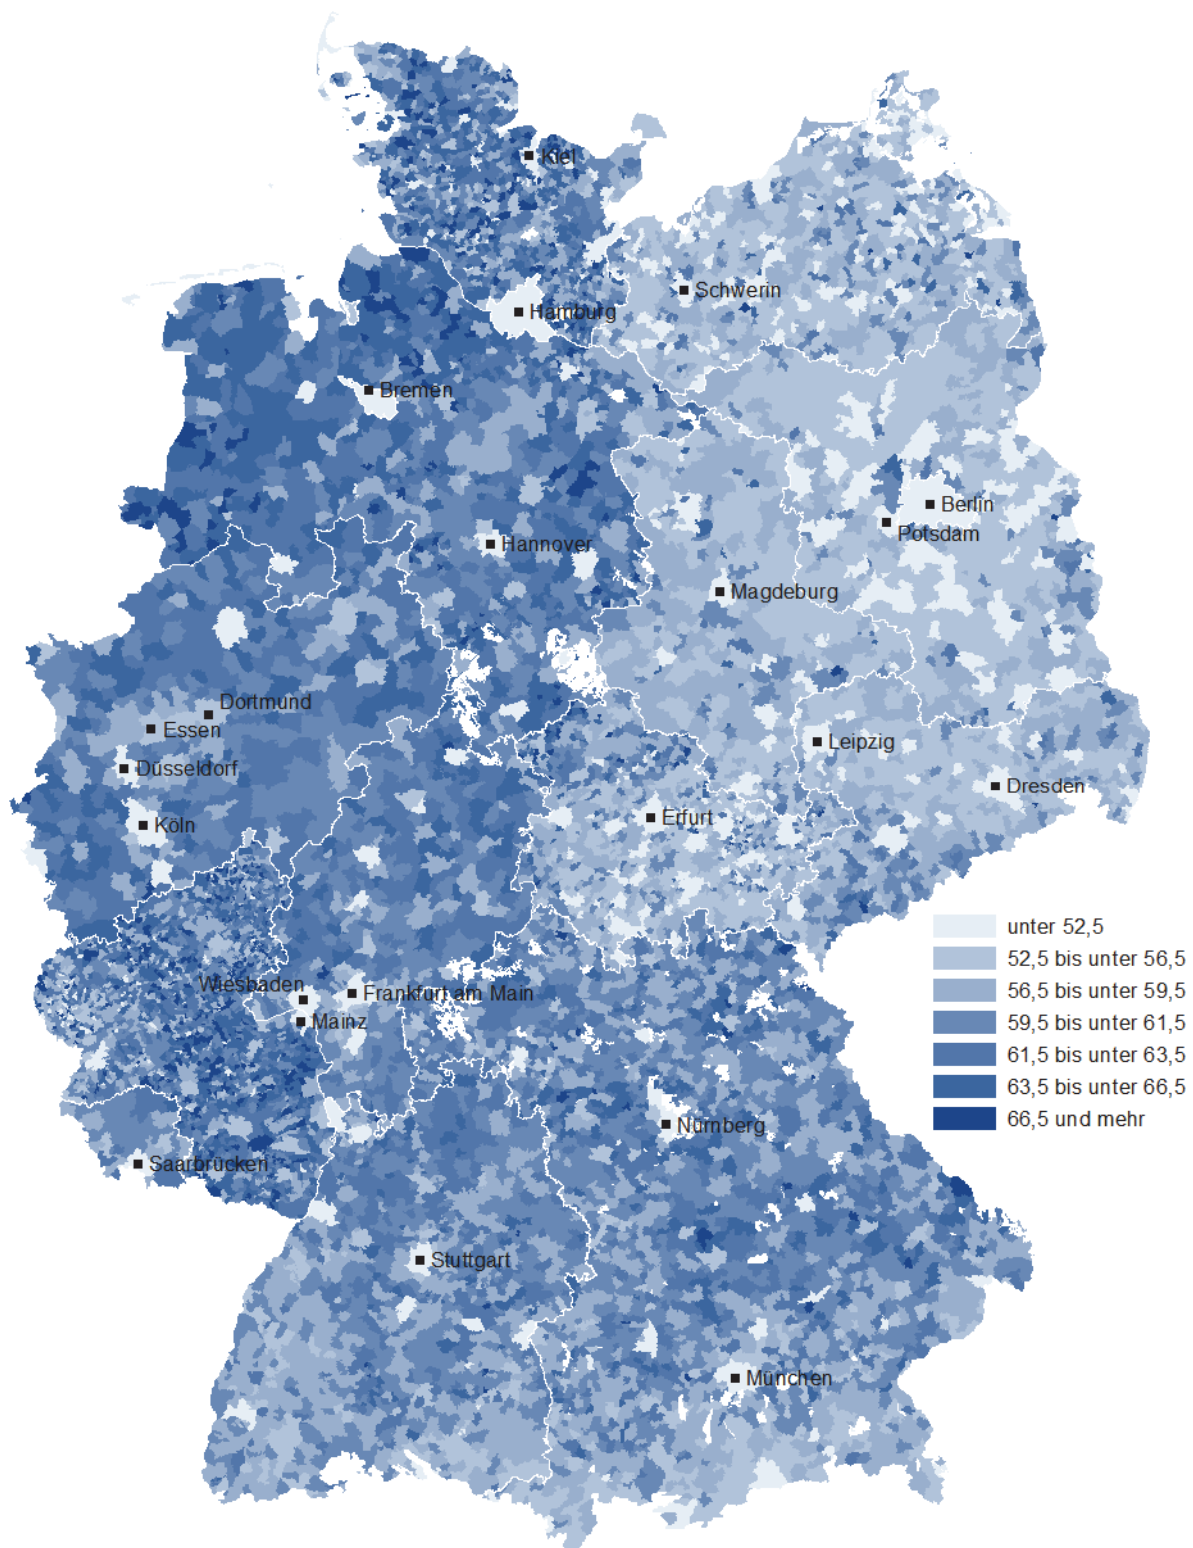 Kiel
Schwerin
Hamburg
Bremen
Berlin
Potsdam
Hannover
Magdeburg
Dortmund
Essen
Leipzig
Düsseldorf
Dresden
Erfurt
Köln
unter 52,5
52,5 bis unter 56,5
56,5 bis unter 59,5
59,5 bis unter 61,5
61,5 bis unter 63,5
63,5 bis unter 66,5
66,5 und mehr
Wiesbaden
Frankfurt am Main
Mainz
Nürnberg
Saarbrücken
Stuttgart
München